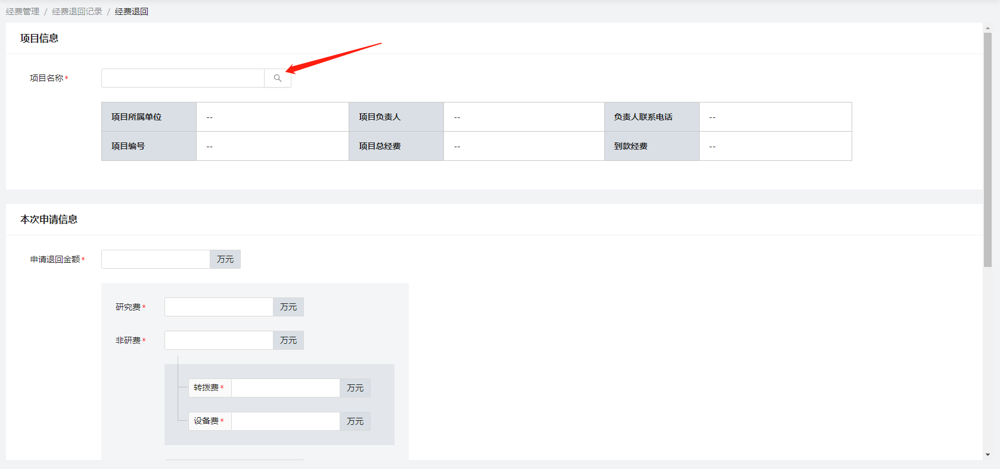 经费管理 / 经费退回记录 / 经费退回
项目信息
项目名称*
项目所属单位 -- 项目负责人 -- 负责人联系电话 --
项目编号 -- 项目总经费 -- 到款经费 --
本次申请信息
申请退回金额* 万元
研究费* 万元
非研费* 万元
转拨费* 万元
设备费* 万元